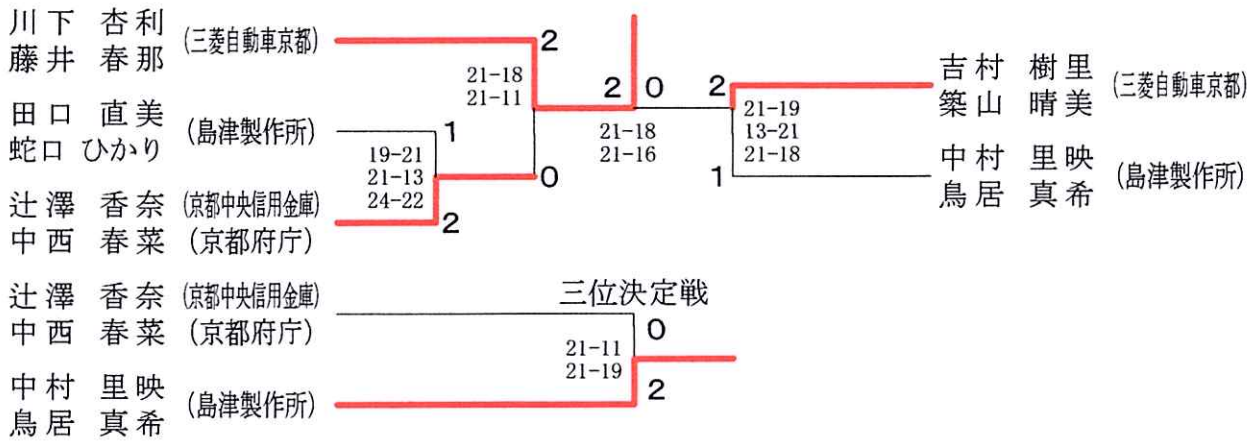 川下 杏利 (三菱自動車京都)
藤井 春那
2
21-18
21-11
田口 直美 (島津製作所)
蛇口 ひかり
1
19-21
21-13
24-22
0
辻澤 香奈 (京都中央信用金庫)
中西 春菜 (京都府庁)
2
2 0
21-18
21-16
2
21-19
13-21
21-18
1
吉村 樹里 (三菱自動車京都)
築山 晴美
中村 里映 (島津製作所)
鳥居 真希
三位決定戦
辻澤 香奈 (京都中央信用金庫)
中西 春菜 (京都府庁)
0
21-11
21-19
2
中村 里映 (島津製作所)
鳥居 真希